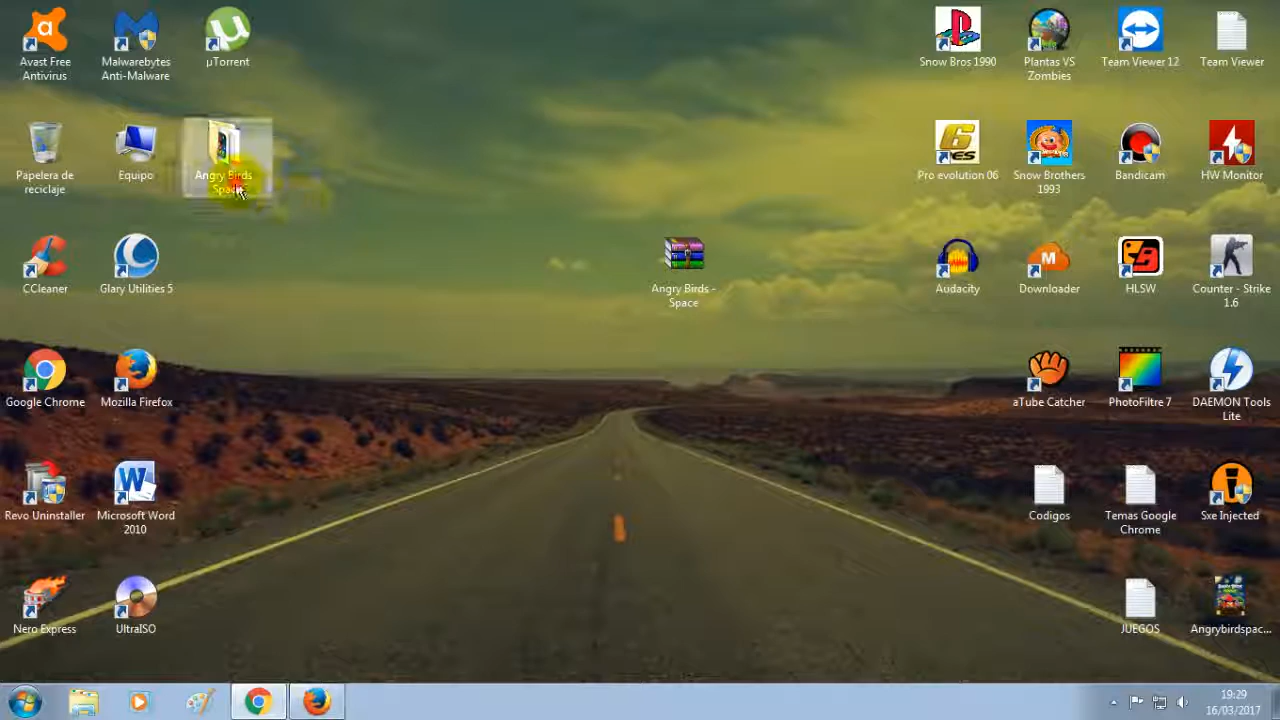 Avast Free
Antivirus
Malwarebytes
Anti-Malware
µTorrent
Snow Bros 1990
Plantas VS
Zombies
Team Viewer 12
Team Viewer
Papelera de
reciclaje
Equipo
Angry Birds
Space
Pro evolution 06
Snow Brothers
1993
Bandicam
HW Monitor
CCleaner
Glary Utilities 5
Angry Birds -
Space
Audacity
Downloader
HLSW
Counter - Strike
1.6
Google Chrome
Mozilla Firefox
aTube Catcher
PhotoFiltre 7
DAEMON Tools
Lite
Revo Uninstaller
Microsoft Word
2010
Codigos
Temas Google
Chrome
Sxe Injected
Nero Express
UltraISO
JUEGOS
Angrybirdspac...
19:29
16/03/2017